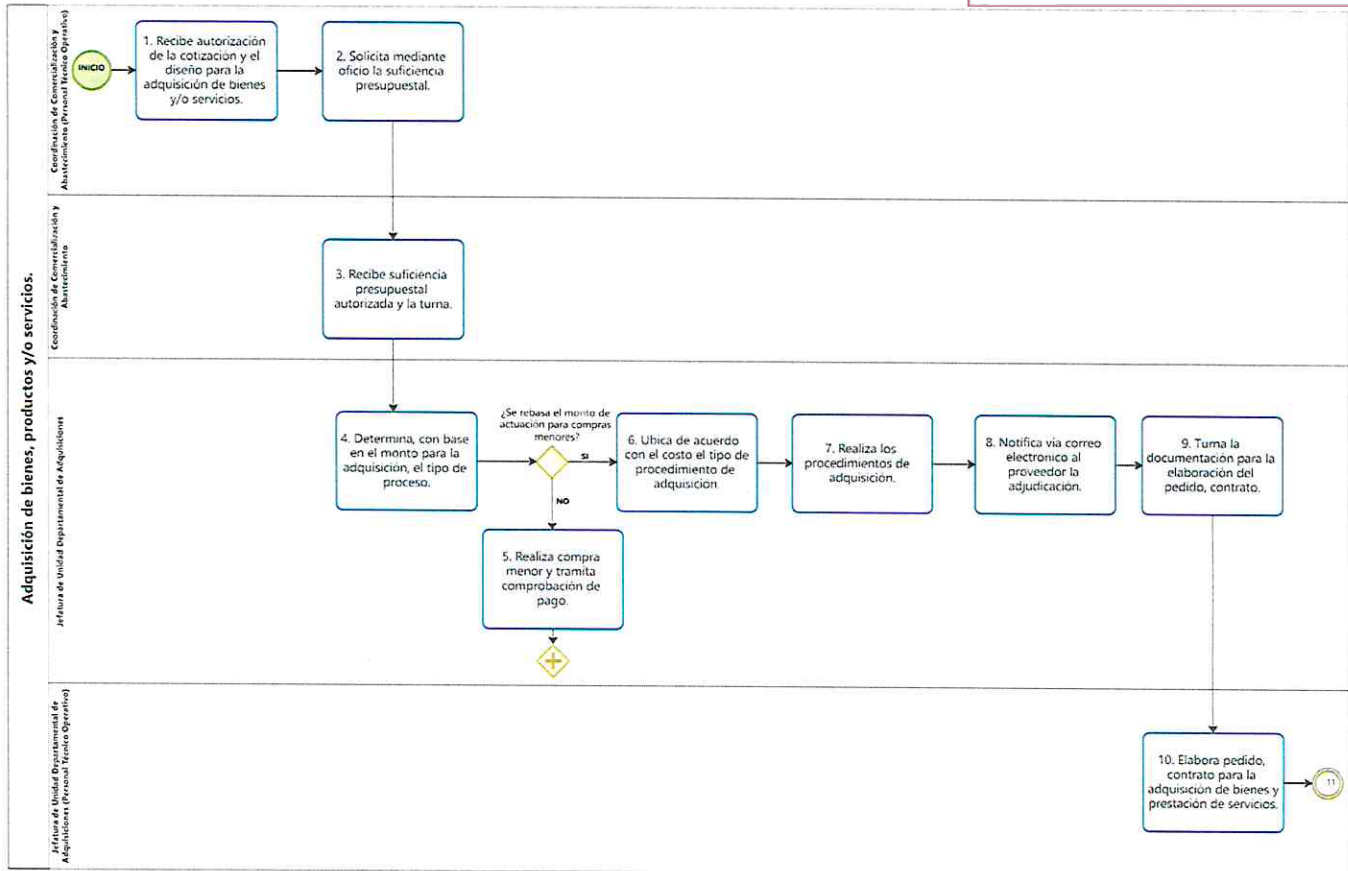 Adquisición de bienes, productos y/o servicios.
Coordinación de Comercialización y
Abastecimiento (Personal Técnico Operativo)
INICIO
1. Recibe autorización
de la cotización y el
diseño para la
adquisición de bienes
y/o servicios.
2. Solicita mediante
oficio la suficiencia
presupuestal.
Coordinación de Comercialización y
Abastecimiento
3. Recibe suficiencia
presupuestal
autorizada y la turna.
Jefatura de Unidad Departamental de Adquisiciones
4. Determina, con base
en el monto para la
adquisición, el tipo de
proceso.
¿Se rebasa el monto de
actuación para compras
menores?
SI
NO
5. Realiza compra
menor y tramita
comprobación de
pago.
6. Ubica de acuerdo
con el costo el tipo de
procedimiento de
adquisición
7. Realiza los
procedimientos de
adquisición.
8. Notifica via correo
electronico al
proveedor la
adjudicación.
9. Turna la
documentación para la
elaboración del
pedido, contrato.
Jefatura de Unidad Departamental de
Adquisiciones (Personal Técnico Operativo)
10. Elabora pedido,
contrato para la
adquisición de bienes y
prestación de servicios.
11